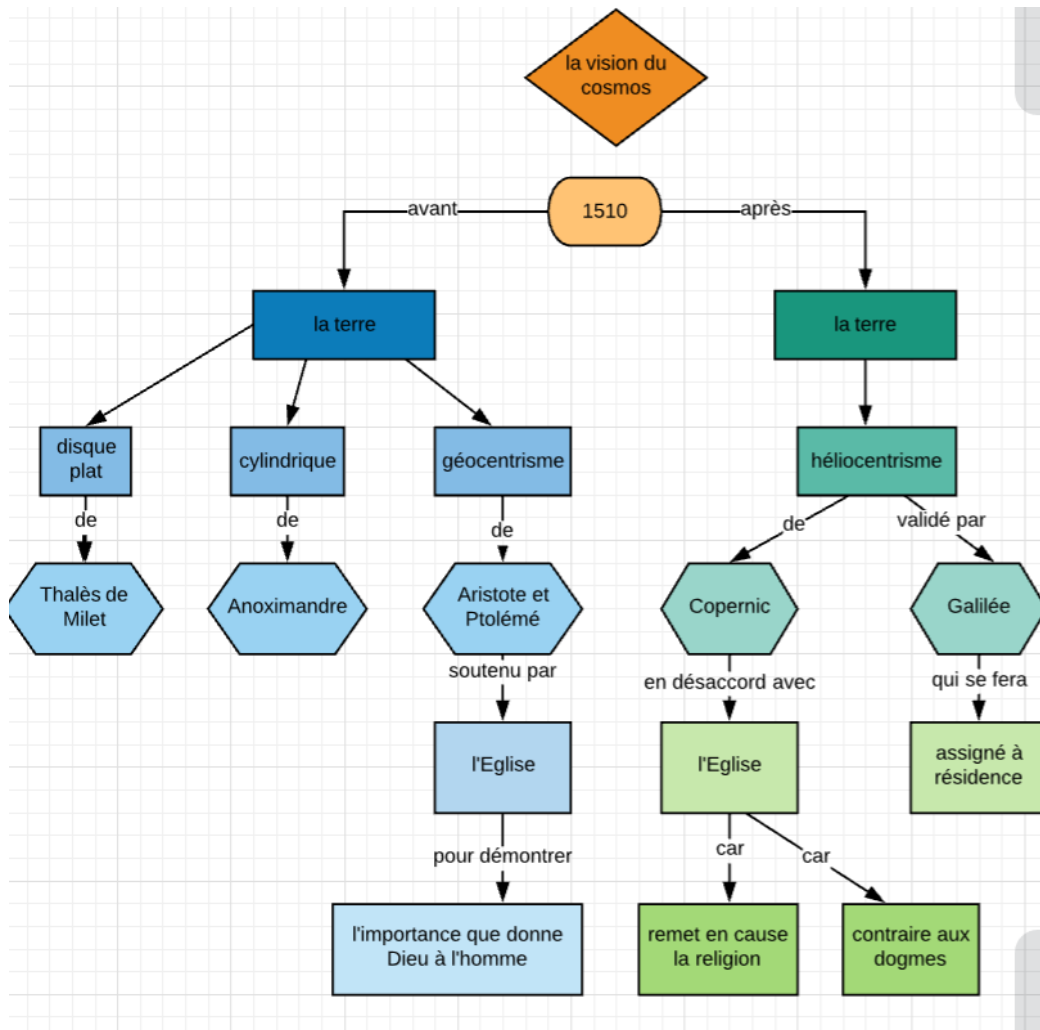 la vision du
cosmos
avant
1510
après
la terre
la terre
disque
plat
cylindrique
géocentrisme
héliocentrisme
de
de
de
de
validé par
Thalès de
Milet
Anoximandre
Aristote et
Ptolémé
Copernic
Galilée
soutenu par
en désaccord avec
qui se fera
l'Eglise
l'Eglise
assigné à
résidence
pour démontrer
car
car
l'importance que donne
Dieu à l'homme
remet en cause
la religion
contraire aux
dogmes